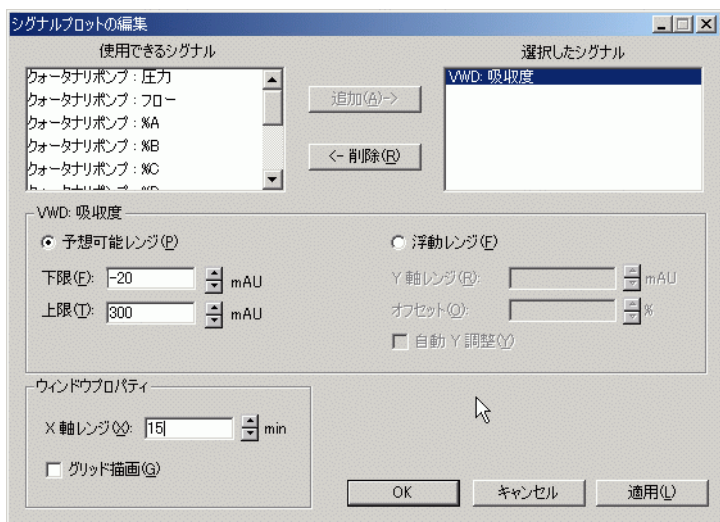 シグナルプロットの編集
使用できるシグナル
選択したシグナル
クォータナリポンプ : 圧力
クォータナリポンプ : フロー
クォータナリポンプ : %A
クォータナリポンプ : %B
クォータナリポンプ : %C
追加(A)->
<- 削除(R)
VWD: 吸収度
VWD: 吸収度
予想可能レンジ(P)
下限(F): -20 mAU
上限(T): 300 mAU
浮動レンジ(F)
Y 軸レンジ(R): mAU
オフセット(O): %
自動 Y 調整(Y)
ウィンドウプロパティ
X 軸レンジ(X): 15 min
グリッド描画(G)
OK
キャンセル
適用(L)